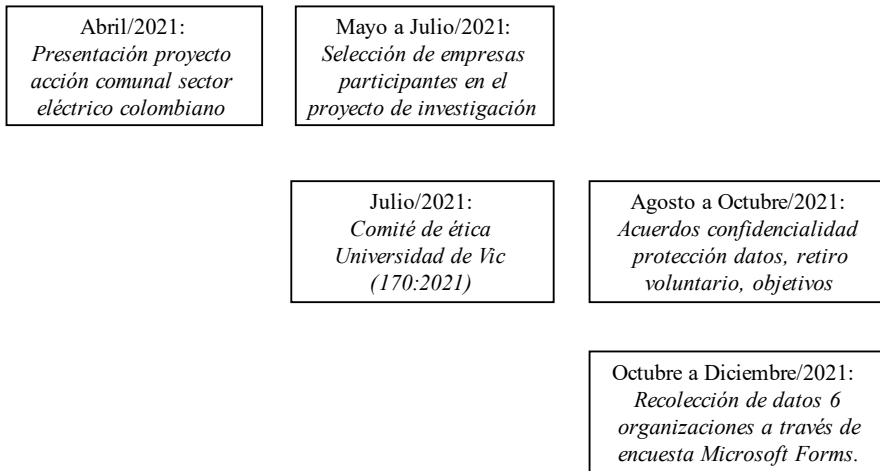 Abril/2021:
Presentación proyecto
acción comunal sector
eléctrico colombiano
Mayo a Julio/2021:
Selección de empresas
participantes en el
proyecto de investigación
Julio/2021:
Comité de ética
Universidad de Vic
(170:2021)
Agosto a Octubre/2021:
Acuerdos confidencialidad
protección datos, retiro
voluntario, objetivos
Octubre a Diciembre/2021:
Recolección de datos 6
organizaciones a través de
encuesta Microsoft Forms.